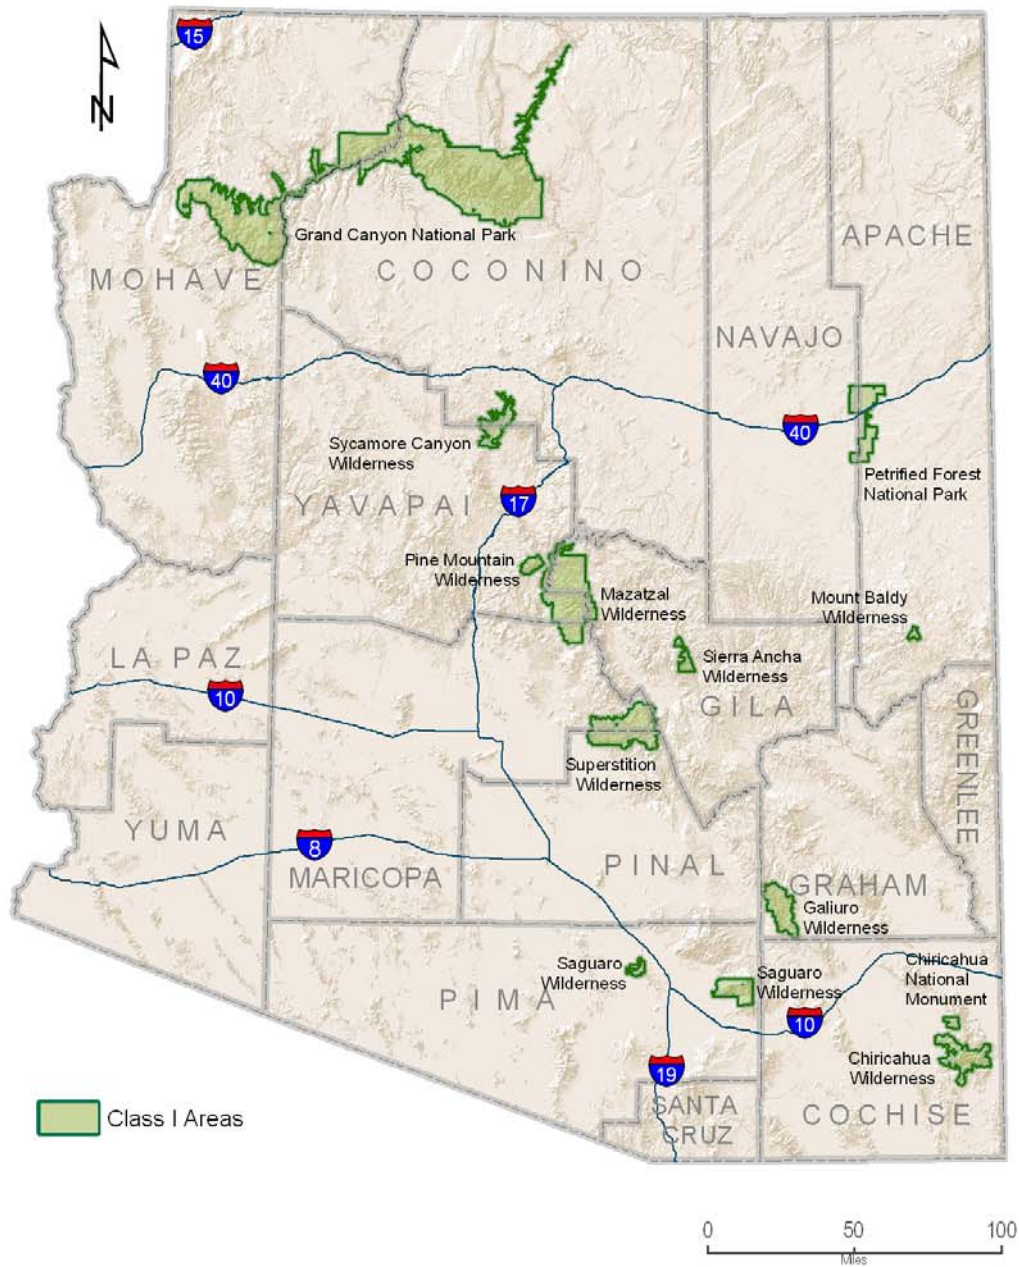 15
N
Grand Canyon National Park
APACHE
MOHAVE
COCONINO
NAVAJO
40
40
Sycamore Canyon
Wilderness
Petrified Forest
National Park
YAVAPAI
17
Pine Mountain
Wilderness
Mazatzal
Wilderness
Mount Baldy
Wilderness
LA PAZ
Sierra Ancha
Wilderness
10
GILA
GREENLEE
Superstition
Wilderness
YUMA
8
MARICOPA
PINAL
GRAHAM
Galiuro
Wilderness
Saguaro
Wilderness
PIMA
Saguaro
Wilderness
Chiricahua
National
Monument
10
Chiricahua
Wilderness
19
SANTA
CRUZ
COCHISE
Class I Areas
0 50 100
Miles